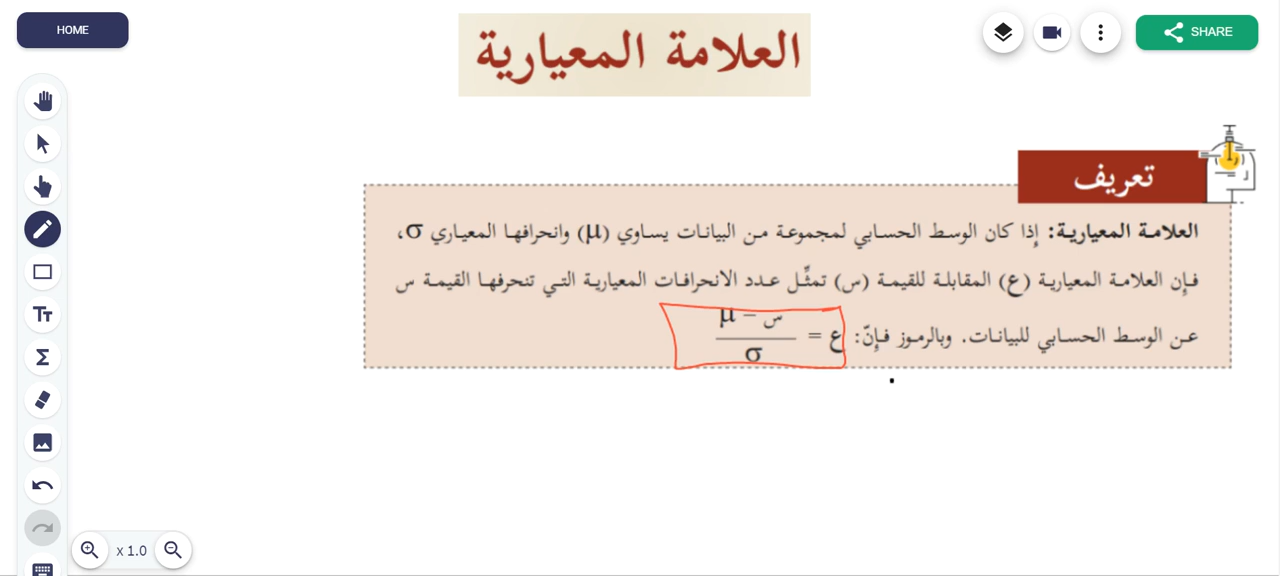 HOME
SHARE
العلامة المعيارية
تعريف
العلامة المعيارية: إذا كان الوسط الحسابي لمجموعة من البيانات يساوي (μ) وانحرافها المعياري σ،
فإن العلامة المعيارية (ع) المقابلة للقيمة (س) تمثّل عدد الانحرافات المعيارية التي تنحرفها القيمة س
عن الوسط الحسابي للبيانات. وبالرموز فإنّ: ع = (س − μ) / σ
x 1.0